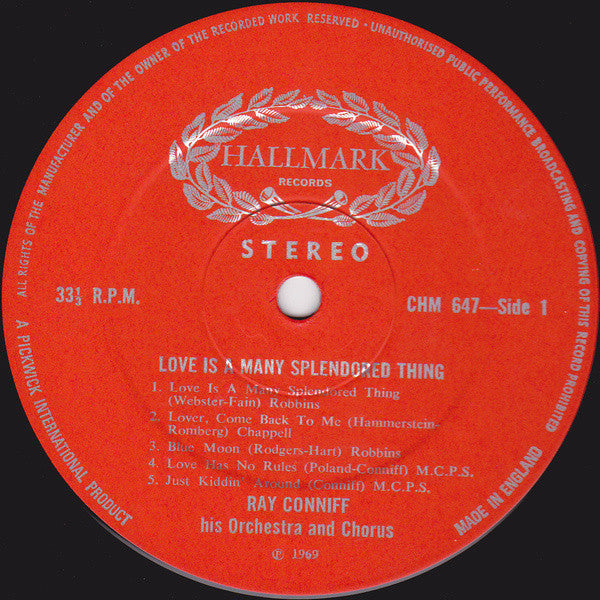 ALL RIGHTS OF THE MANUFACTURER AND OF THE OWNER OF THE RECORDED WORK RESERVED - UNAUTHORISED PUBLIC PERFORMANCE BROADCASTING AND COPYING OF THIS RECORD PROHIBITED
HALLMARK
RECORDS
STEREO
33⅓ R.P.M.
CHM 647—Side 1
LOVE IS A MANY SPLENDORED THING
1. Love Is A Many Splendored Thing
(Webster-Fain) Robbins
2. Lover, Come Back To Me (Hammerstein-
Romberg) Chappell
3. Blue Moon (Rodgers-Hart) Robbins
4. Love Has No Rules (Poland-Conniff) M.C.P.S.
5. Just Kiddin' Around (Conniff) M.C.P.S.
RAY CONNIFF
his Orchestra and Chorus
℗ 1969
A PICKWICK INTERNATIONAL PRODUCT
MADE IN ENGLAND